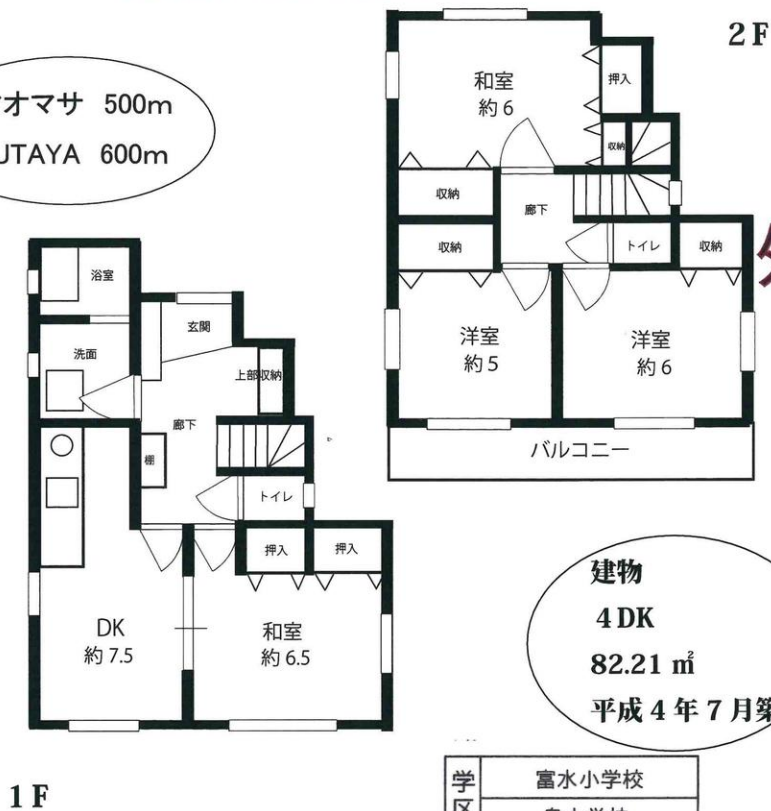 2F
オマサ 500m
UTAYA 600m
和室
約 6
押入
収納
収納
廊下
収納
トイレ
収納
洋室
約 5
洋室
約 6
バルコニー
浴室
玄関
洗面
上部収納
廊下
棚
トイレ
押入
押入
DK
約 7.5
和室
約 6.5
建物
4DK
82.21 ㎡
平成 4 年 7 月築
1F
学区
富水小学校